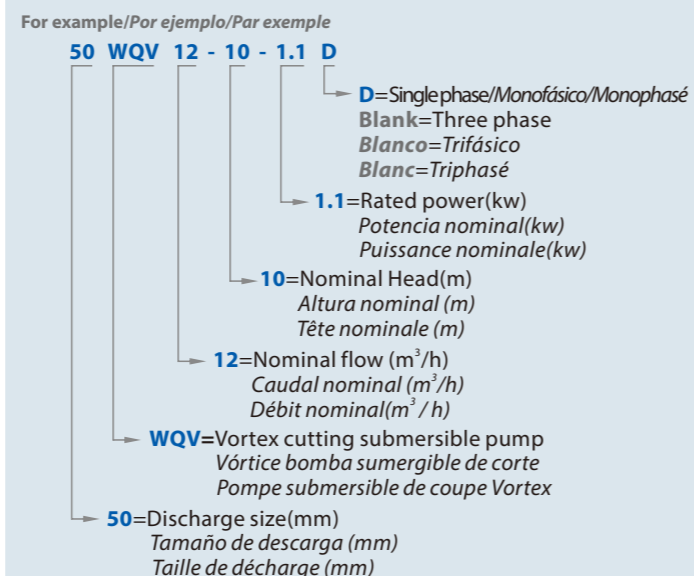 For example/Por ejemplo/Par exemple
50 WQV 12 - 10 - 1.1 D
D=Single phase/Monofásico/Monophasé
Blank=Three phase
Blanco=Trifásico
Blanc=Triphasé
1.1=Rated power(kw)
Potencia nominal(kw)
Puissance nominale(kw)
10=Nominal Head(m)
Altura nominal (m)
Tête nominale (m)
12=Nominal flow (m³/h)
Caudal nominal (m³/h)
Débit nominal(m³ / h)
WQV=Vortex cutting submersible pump
Vórtice bomba sumergible de corte
Pompe submersible de coupe Vortex
50=Discharge size(mm)
Tamaño de descarga (mm)
Taille de décharge (mm)